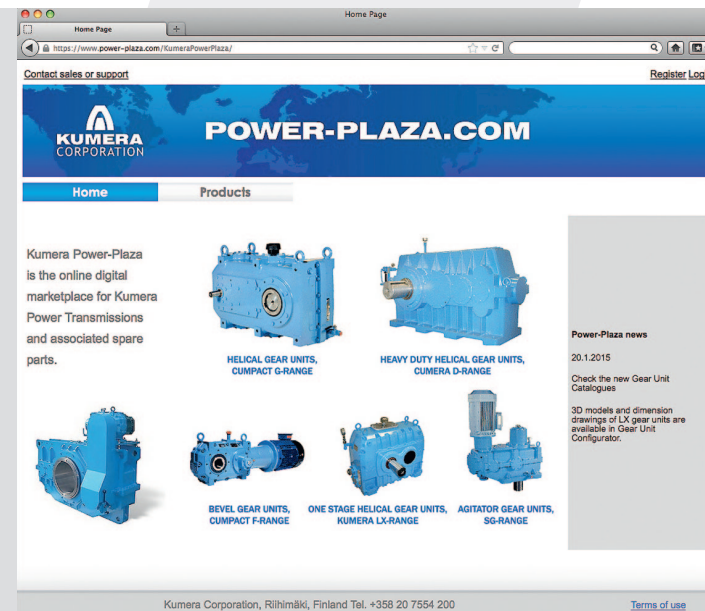 Home Page
Home Page
https://www.power-plaza.com/KumeraPowerPlaza/
Contact sales or support
Register
KUMERA
CORPORATION
POWER-PLAZA.COM
Home Products
Kumera Power-Plaza
is the online digital
marketplace for Kumera
Power Transmissions
and associated spare
parts.
HELICAL GEAR UNITS,
CUMPACT G-RANGE
HEAVY DUTY HELICAL GEAR UNITS,
CUMERA D-RANGE
Power-Plaza news
20.1.2015
Check the new Gear Unit
Catalogues
3D models and dimension
drawings of LX gear units are
available in Gear Unit
Configurator.
BEVEL GEAR UNITS,
CUMPACT F-RANGE
ONE STAGE HELICAL GEAR UNITS,
KUMERA LX-RANGE
AGITATOR GEAR UNITS,
SG-RANGE
Kumera Corporation, Riihimäki, Finland Tel. +358 20 7554 200
Terms of use